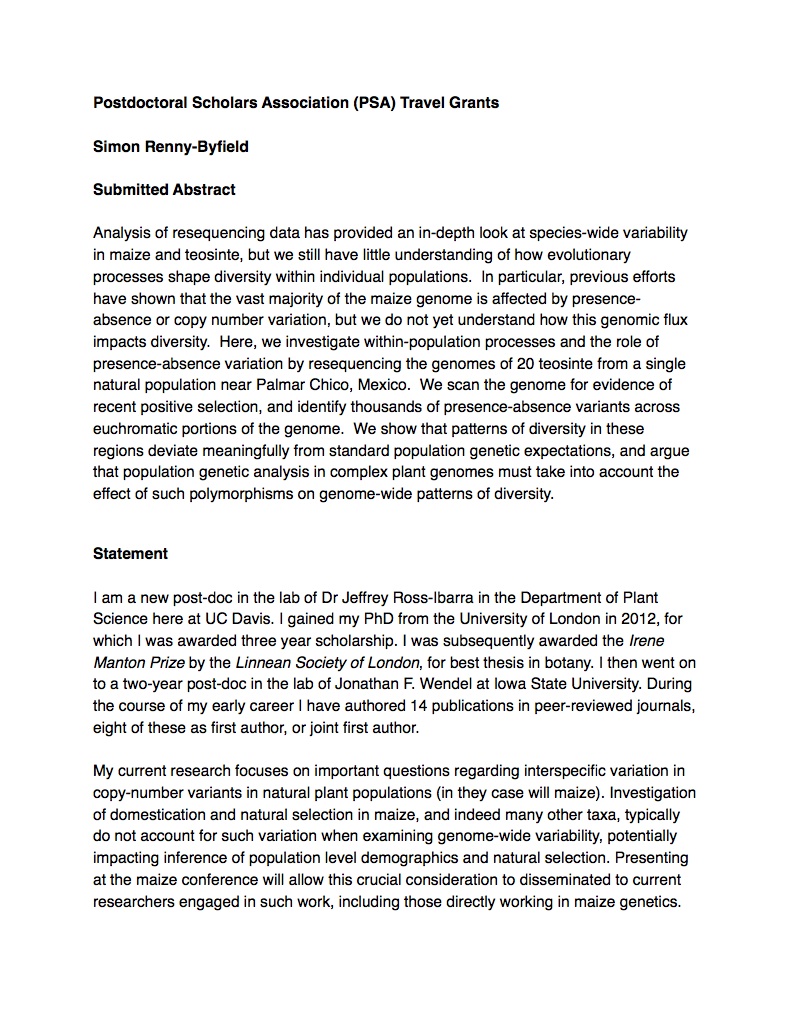 Postdoctoral Scholars Association (PSA) Travel Grants
Simon Renny-Byfield
Submitted Abstract
Analysis of resequencing data has provided an in-depth look at species-wide variability
in maize and teosinte, but we still have little understanding of how evolutionary
processes shape diversity within individual populations.  In particular, previous efforts
have shown that the vast majority of the maize genome is affected by presence-
absence or copy number variation, but we do not yet understand how this genomic flux
impacts diversity.  Here, we investigate within-population processes and the role of
presence-absence variation by resequencing the genomes of 20 teosinte from a single
natural population near Palmar Chico, Mexico.  We scan the genome for evidence of
recent positive selection, and identify thousands of presence-absence variants across
euchromatic portions of the genome.  We show that patterns of diversity in these
regions deviate meaningfully from standard population genetic expectations, and argue
that population genetic analysis in complex plant genomes must take into account the
effect of such polymorphisms on genome-wide patterns of diversity.
Statement
I am a new post-doc in the lab of Dr Jeffrey Ross-Ibarra in the Department of Plant
Science here at UC Davis. I gained my PhD from the University of London in 2012, for
which I was awarded three year scholarship. I was subsequently awarded the Irene
Manton Prize by the Linnean Society of London, for best thesis in botany. I then went on
to a two-year post-doc in the lab of Jonathan F. Wendel at Iowa State University. During
the course of my early career I have authored 14 publications in peer-reviewed journals,
eight of these as first author, or joint first author.
My current research focuses on important questions regarding interspecific variation in
copy-number variants in natural plant populations (in they case will maize). Investigation
of domestication and natural selection in maize, and indeed many other taxa, typically
do not account for such variation when examining genome-wide variability, potentially
impacting inference of population level demographics and natural selection. Presenting
at the maize conference will allow this crucial consideration to disseminated to current
researchers engaged in such work, including those directly working in maize genetics.